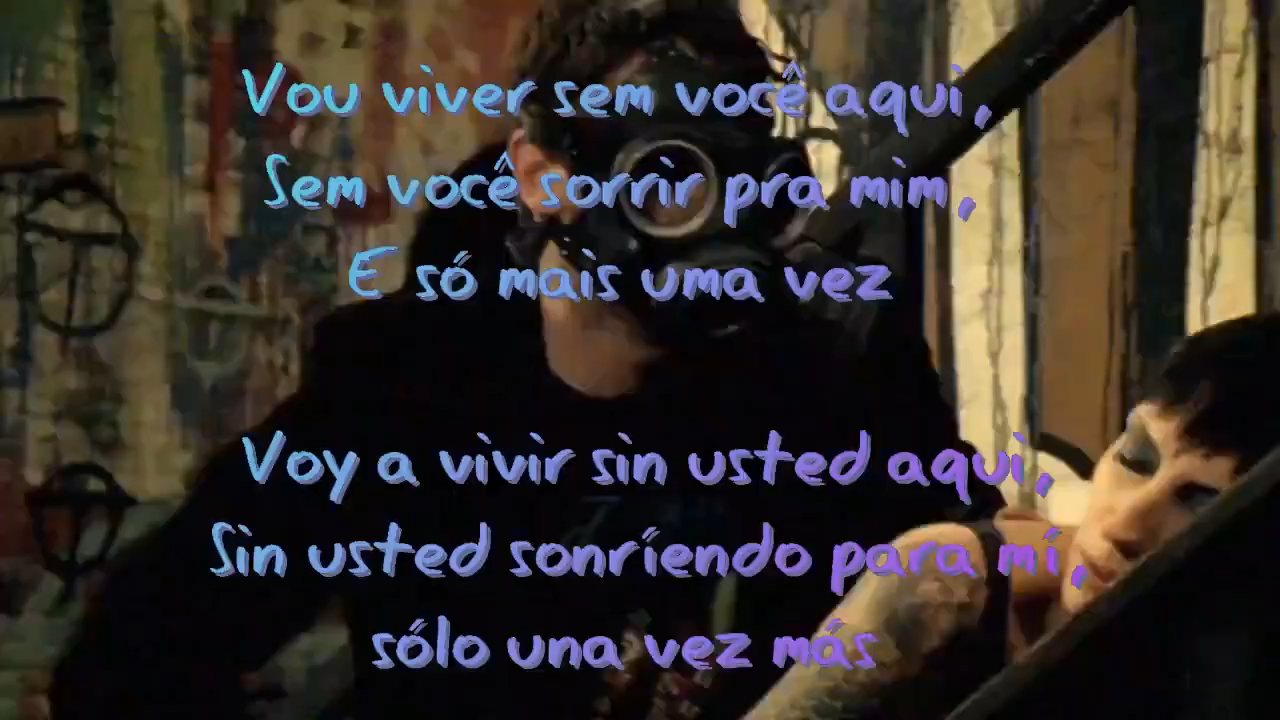 Vou viver sem você aqui,
Sem você sorrir pra mim,
E só mais uma vez
Voy a vivir sin usted aqui,
Sin usted sonríendo para mí,
sólo una vez más